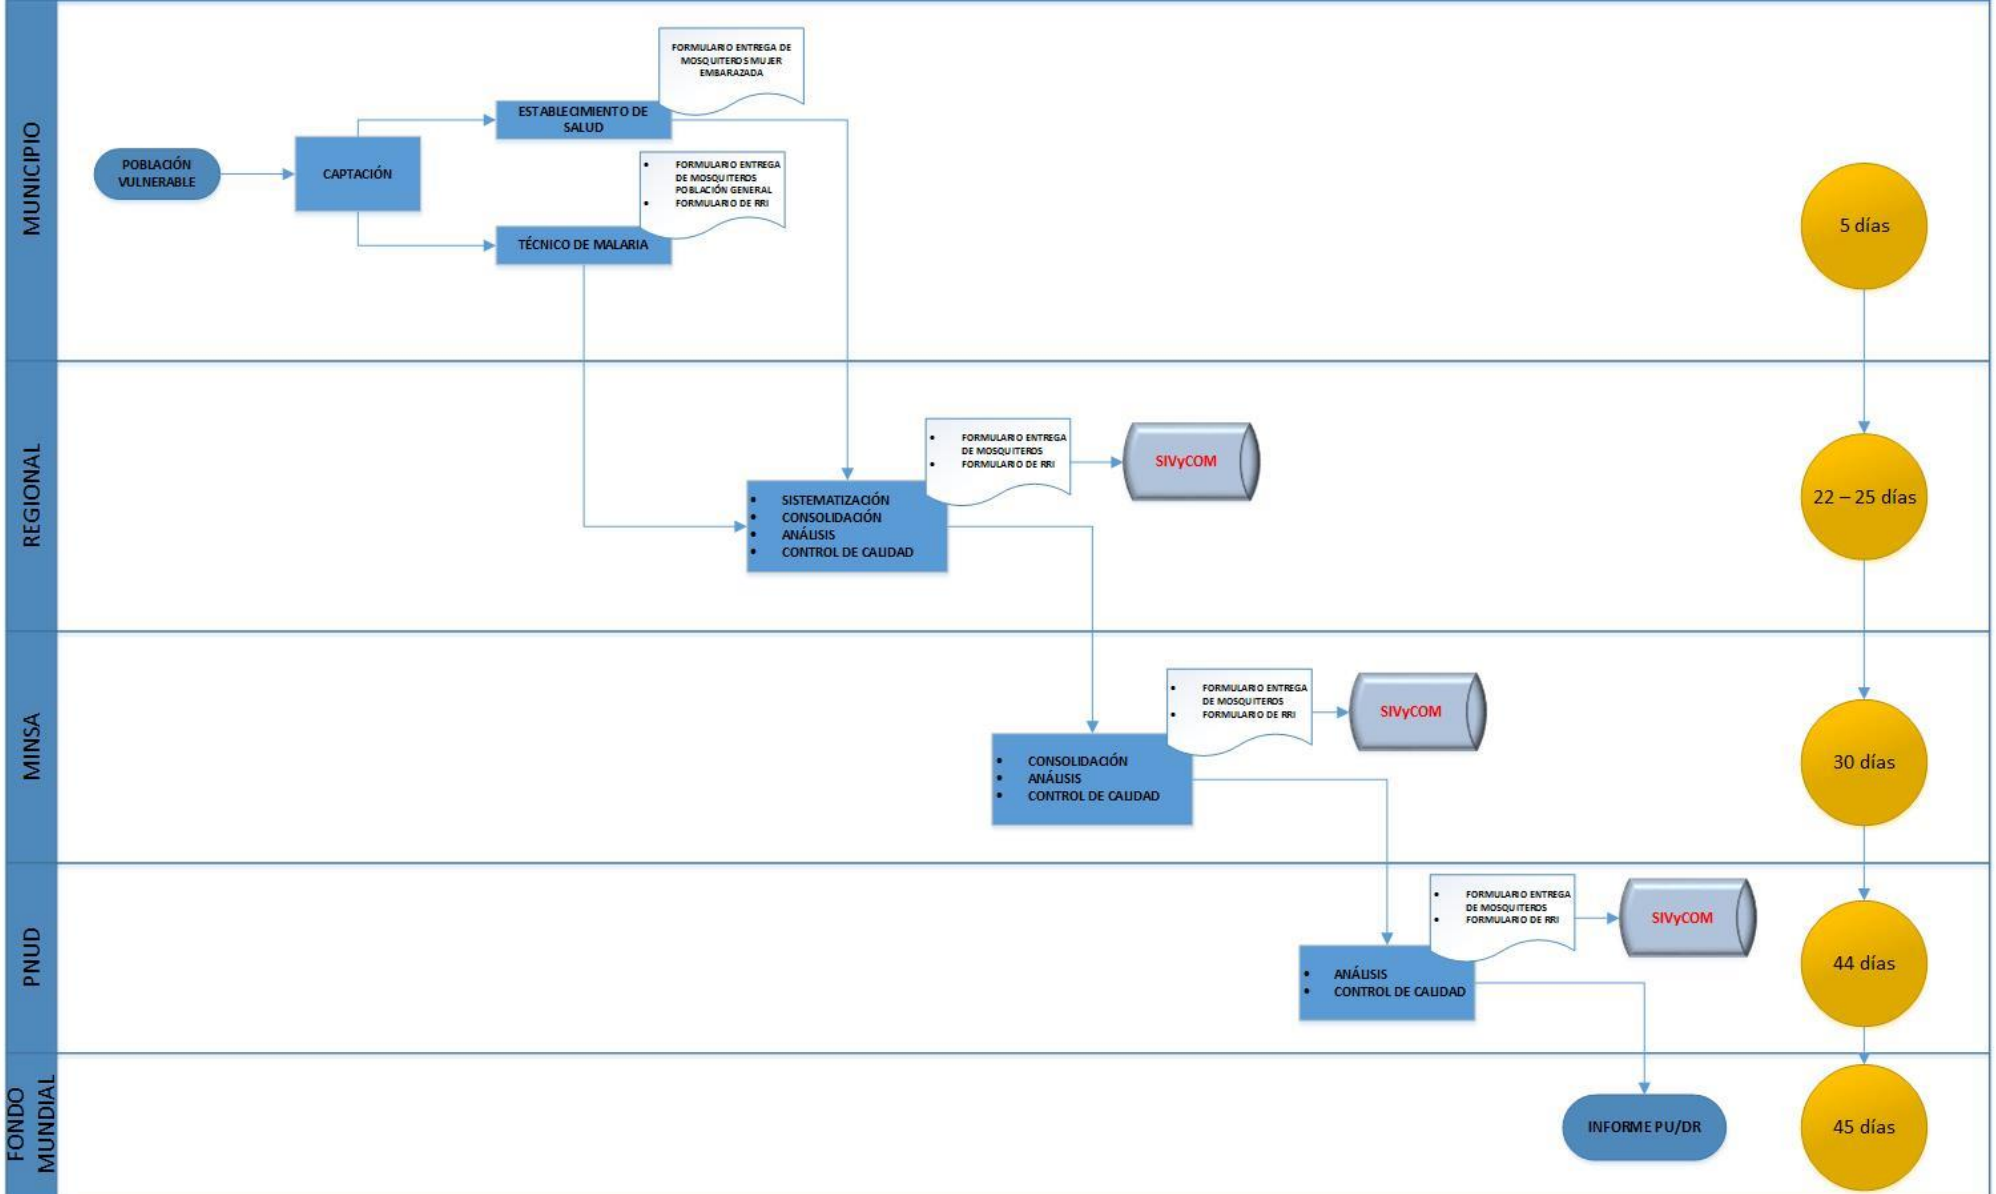 MUNICIPIO
FORMULARIO ENTREGA DE
MOSQUITEROS MUJER
EMBARAZADA
ESTABLECIMIENTO DE
SALUD
POBLACIÓN
VULNERABLE
CAPTACIÓN
• FORMULARIO ENTREGA
DE MOSQUITEROS
POBLACIÓN GENERAL
• FORMULARIO DE RRI
TÉCNICO DE MALARIA
5 días
REGIONAL
• FORMULARIO ENTREGA
DE MOSQUITEROS
• FORMULARIO DE RRI
SIVyCOM
• SISTEMATIZACIÓN
• CONSOLIDACIÓN
• ANÁLISIS
• CONTROL DE CALIDAD
22 – 25 días
MINSA
• FORMULARIO ENTREGA
DE MOSQUITEROS
• FORMULARIO DE RRI
SIVyCOM
• CONSOLIDACIÓN
• ANÁLISIS
• CONTROL DE CALIDAD
30 días
PNUD
• FORMULARIO ENTREGA
DE MOSQUITEROS
• FORMULARIO DE RRI
SIVyCOM
• ANÁLISIS
• CONTROL DE CALIDAD
44 días
FONDO
MUNDIAL
INFORME PU/DR
45 días